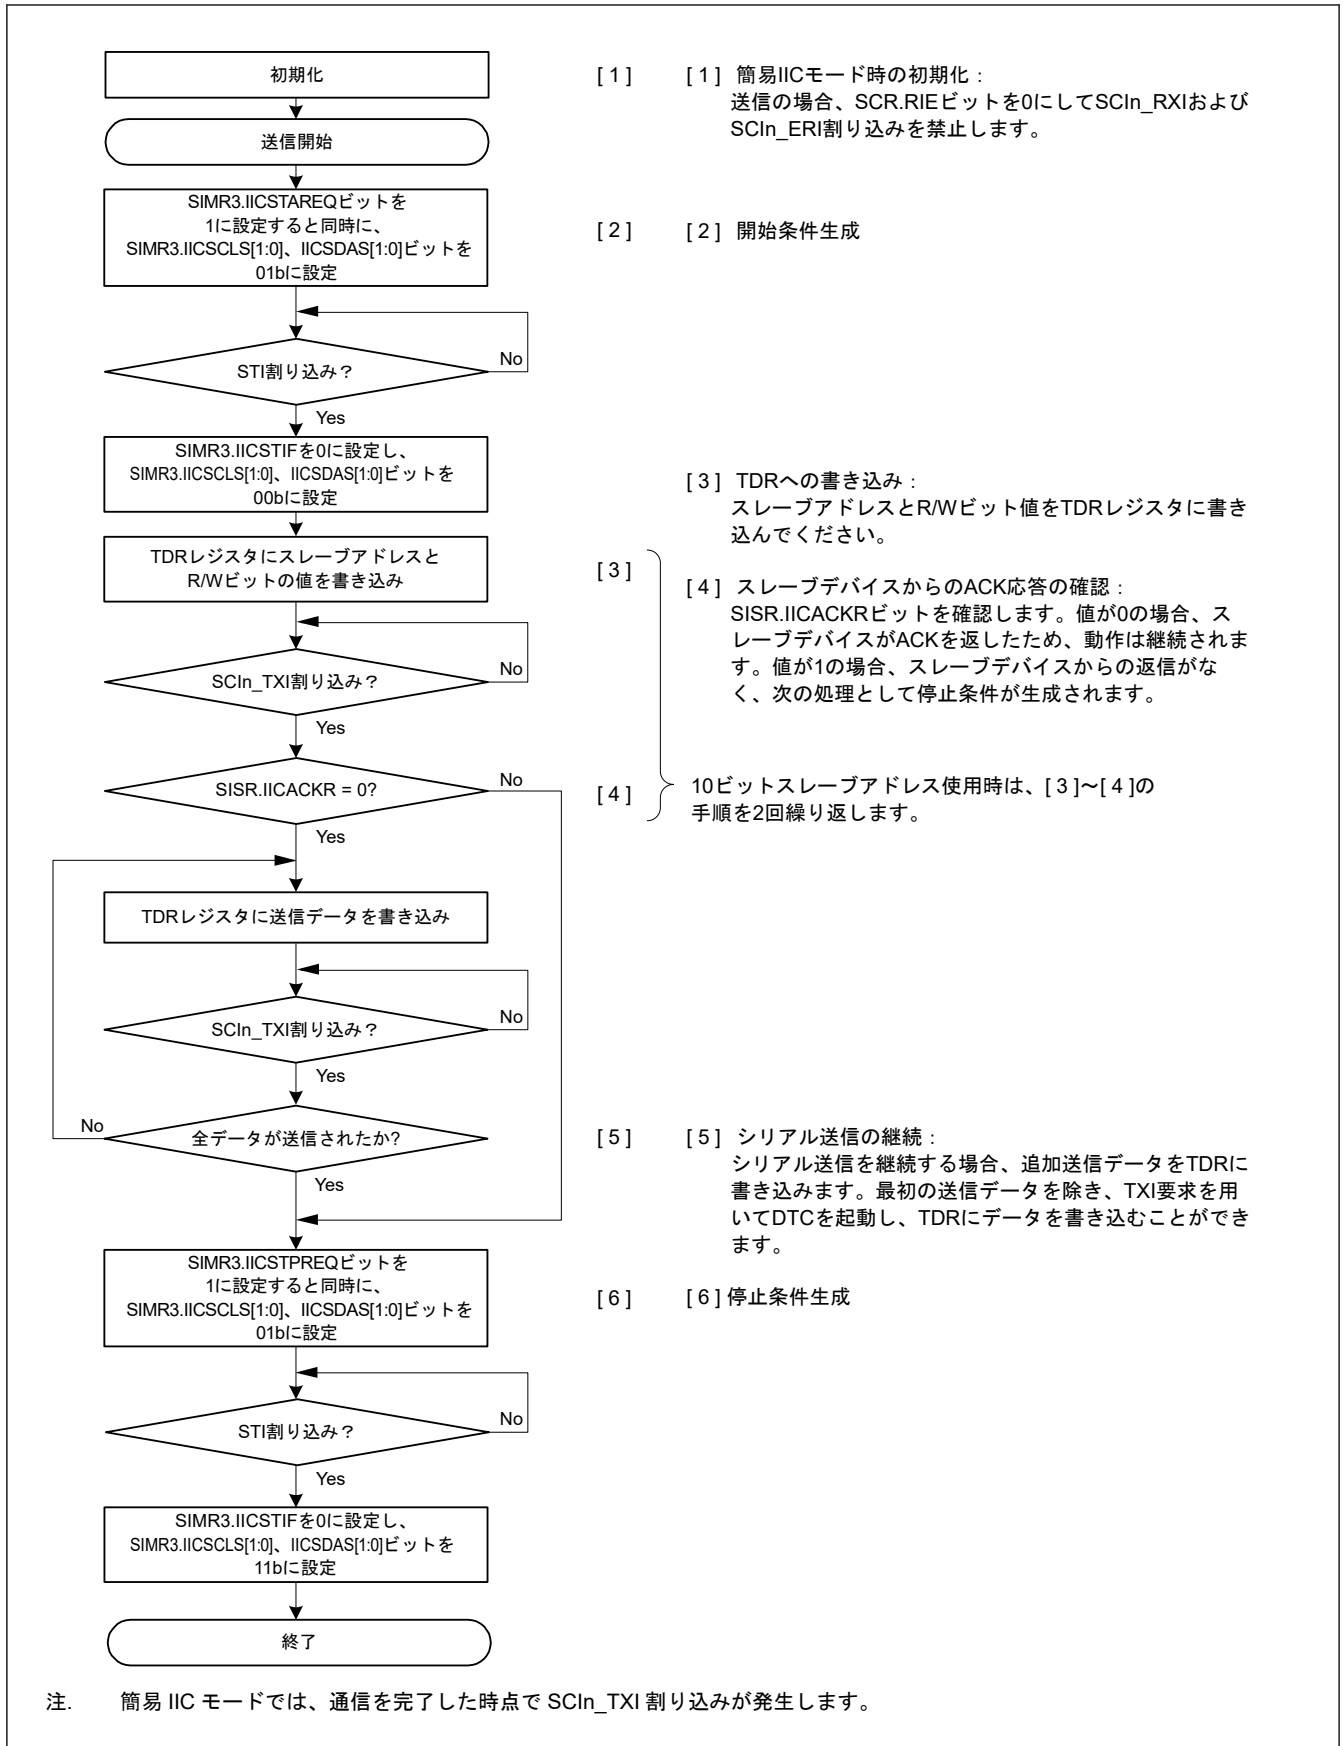 初期化
[ 1 ]
[ 1 ] 簡易IICモード時の初期化：
送信の場合、SCR.RIEビットを0にしてSCIn_RXIおよび
SCIn_ERI割り込みを禁止します。
送信開始
SIMR3.IICSTAREQビットを
1に設定すると同時に、
SIMR3.IICSCLS[1:0]、IICSDAS[1:0]ビットを
01bに設定
[ 2 ]
[ 2 ] 開始条件生成
STI割り込み？
No
Yes
SIMR3.IICSTIFを0に設定し、
SIMR3.IICSCLS[1:0]、IICSDAS[1:0]ビットを
00bに設定
[ 3 ] TDRへの書き込み：
スレーブアドレスとR/Wビット値をTDRレジスタに書き
込んでください。
TDRレジスタにスレーブアドレスと
R/Wビットの値を書き込み
[ 3 ]
[ 4 ] スレーブデバイスからのACK応答の確認：
SISR.IICACKRビットを確認します。値が0の場合、ス
レーブデバイスがACKを返したため、動作は継続されま
す。値が1の場合、スレーブデバイスからの返信がな
く、次の処理として停止条件が生成されます。
SCIn_TXI割り込み？
No
Yes
SISR.IICACKR = 0?
No
[ 4 ]
10ビットスレーブアドレス使用時は、[ 3 ]～[ 4 ]の
手順を2回繰り返します。
Yes
TDRレジスタに送信データを書き込み
SCIn_TXI割り込み？
No
Yes
No
全データが送信されたか?
[ 5 ]
[ 5 ] シリアル送信の継続：
シリアル送信を継続する場合、追加送信データをTDRに
書き込みます。最初の送信データを除き、TXI要求を用
いてDTCを起動し、TDRにデータを書き込むことができ
ます。
Yes
SIMR3.IICSTPREQビットを
1に設定すると同時に、
SIMR3.IICSCLS[1:0]、IICSDAS[1:0]ビットを
01bに設定
[ 6 ]
[ 6 ] 停止条件生成
STI割り込み？
No
Yes
SIMR3.IICSTIFを0に設定し、
SIMR3.IICSCLS[1:0]、IICSDAS[1:0]ビットを
11bに設定
終了
注. 簡易 IIC モードでは、通信を完了した時点で SCIn_TXI 割り込みが発生します。